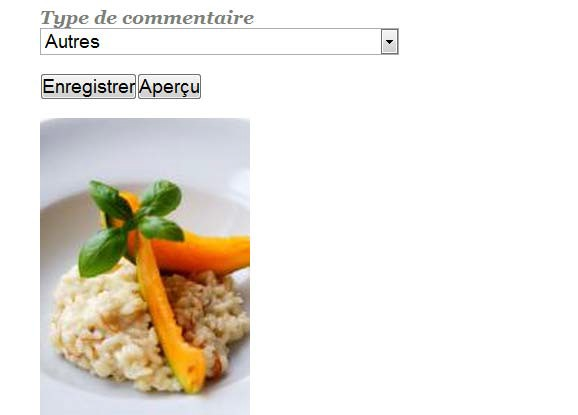 Type de commentaire
Autres
Enregistrer Aperçu